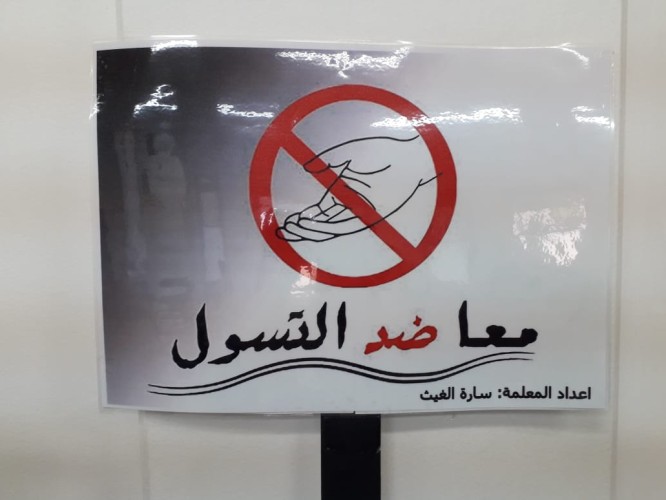 معا ضد التسول
اعداد المعلمة: سارة الغيث